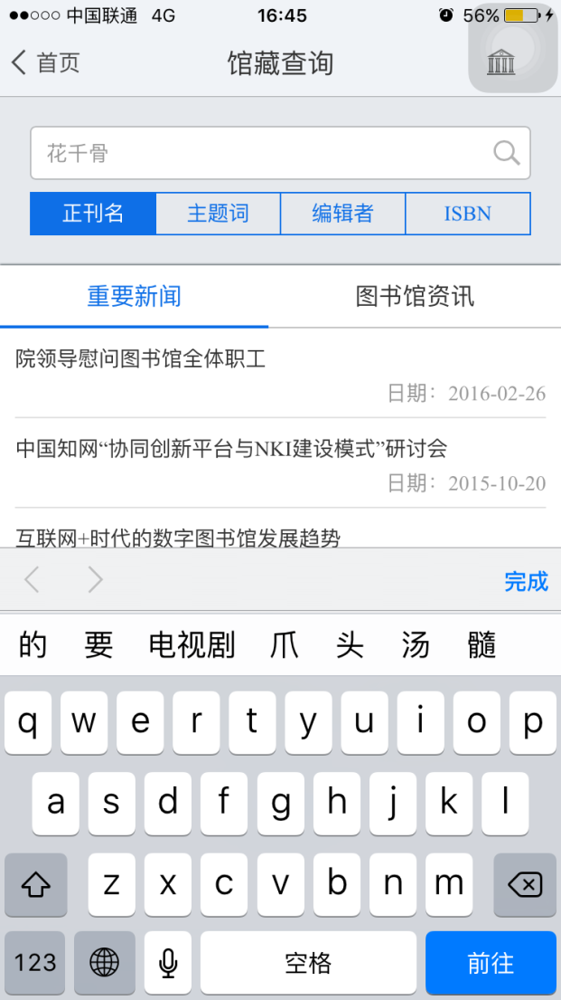 中国联通 4G 16:45 56%
首页 馆藏查询
花千骨
正刊名 主题词 编辑者 ISBN
重要新闻 图书馆资讯
院领导慰问图书馆全体职工
日期：2016-02-26
中国知网“协同创新平台与NKI建设模式”研讨会
日期：2015-10-20
互联网+时代的数字图书馆发展趋势
完成
的 要 电视剧 爪 头 汤 髓
q w e r t y u i o p
a s d f g h j k l
z x c v b n m
123 空格 前往